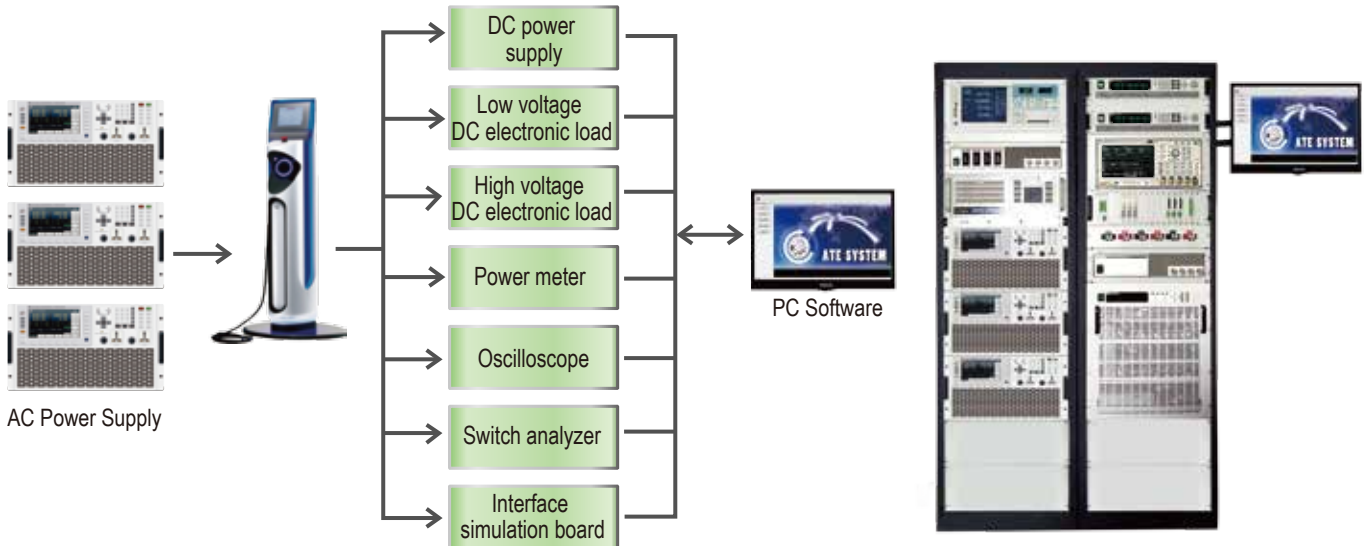 AC Power Supply
DC power
supply
Low voltage
DC electronic load
High voltage
DC electronic load
Power meter
Oscilloscope
Switch analyzer
Interface
simulation board
ATE SYSTEM
PC Software
ATE SYSTEM